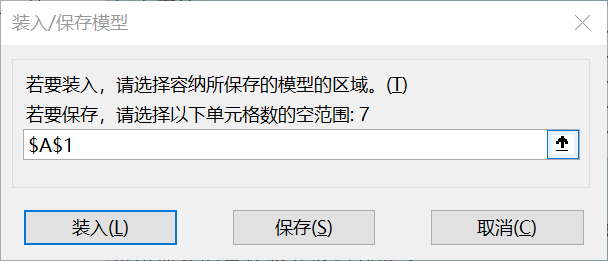 装入/保存模型
若要装入，请选择容纳所保存的模型的区域。(T)
若要保存，请选择以下单元格数的空范围: 7
$A$1
装入(L)
保存(S)
取消(C)